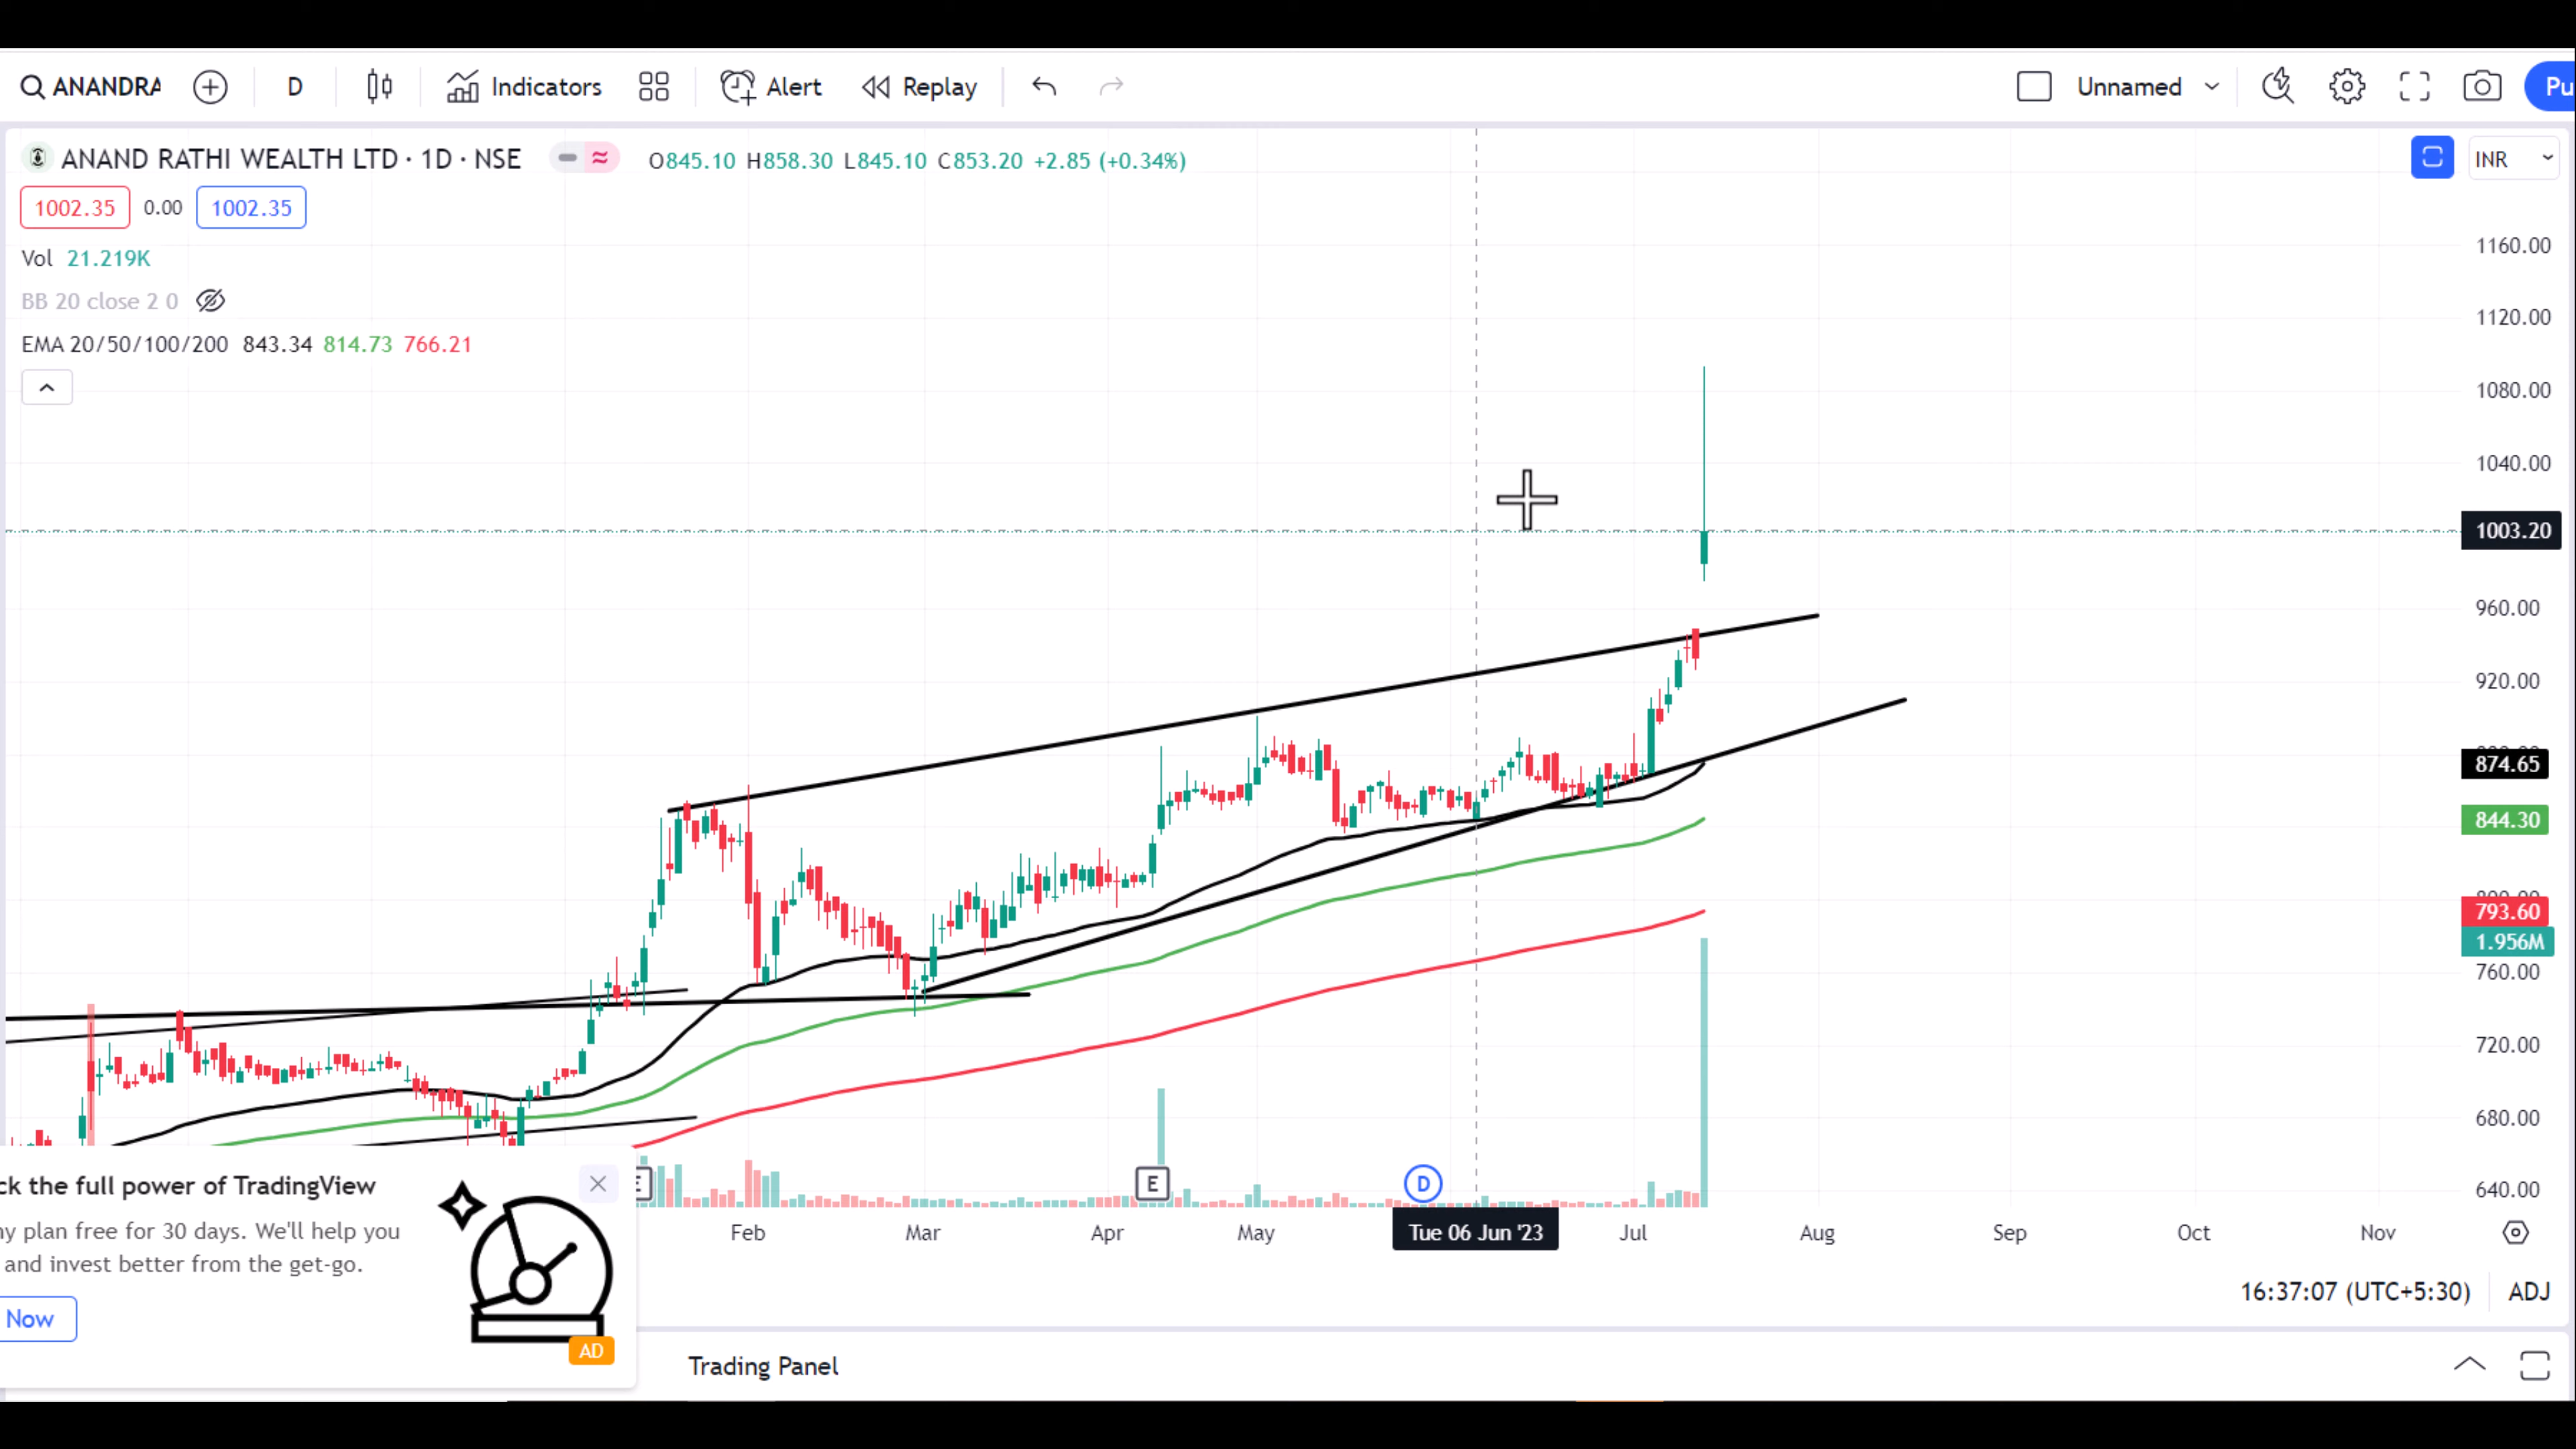 ANANDRA D Indicators Alert Replay Unnamed Pu
ANAND RATHI WEALTH LTD · 1D · NSE O845.10 H858.30 L845.10 C853.20 +2.85 (+0.34%) INR
1002.35 0.00 1002.35
Vol 21.219K
BB 20 close 2 0
EMA 20/50/100/200 843.34 814.73 766.21
1160.00
1120.00
1080.00
1040.00
1003.20
960.00
920.00
874.65
844.30
793.60
1.956M
760.00
720.00
680.00
640.00
E E D
Feb Mar Apr May Tue 06 Jun '23 Jul Aug Sep Oct Nov
ck the full power of TradingView
ny plan free for 30 days. We'll help you
and invest better from the get-go.
Now
AD
16:37:07 (UTC+5:30) ADJ
Trading Panel